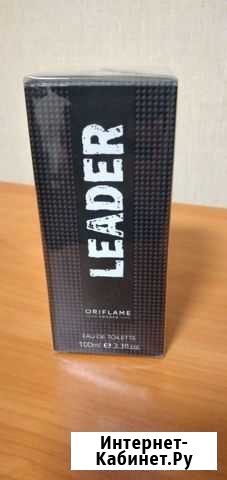 LEADER
ORIFLAME
SWEDEN
EAU DE TOILETTE
100ml ℮ 3.3fl.oz.
Интернет-
Кабинет.Ру